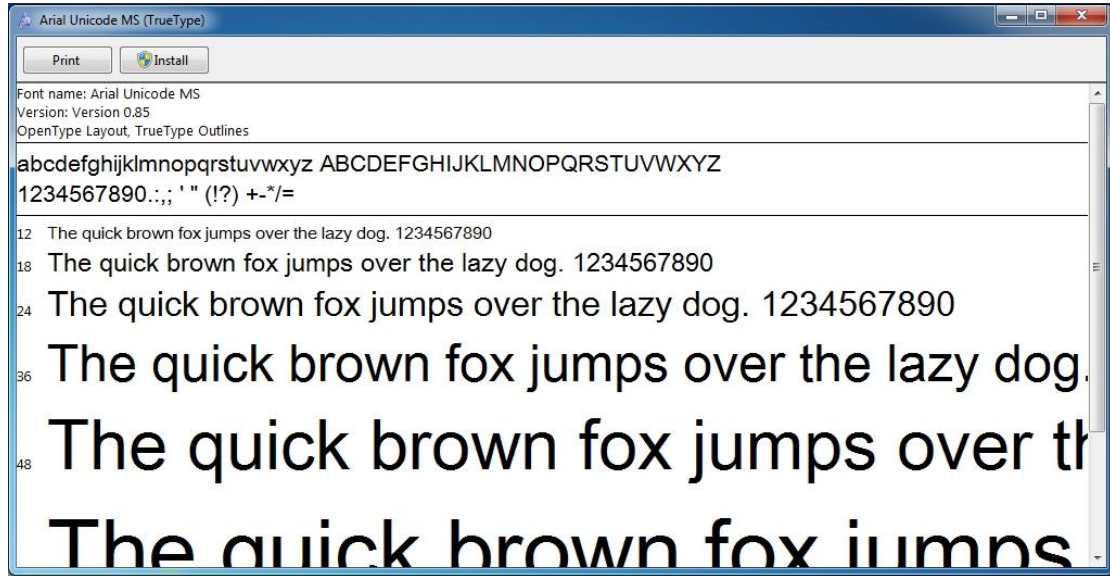 Arial Unicode MS (TrueType)
Print Install
Font name: Arial Unicode MS
Version: Version 0.85
OpenType Layout, TrueType Outlines
abcdefghijklmnopqrstuvwxyz ABCDEFGHIJKLMNOPQRSTUVWXYZ
1234567890.:,; ' " (!?) +-*/=
12 The quick brown fox jumps over the lazy dog. 1234567890
18 The quick brown fox jumps over the lazy dog. 1234567890
24 The quick brown fox jumps over the lazy dog. 1234567890
36 The quick brown fox jumps over the lazy dog.
48 The quick brown fox jumps over th
The quick brown fox jumps